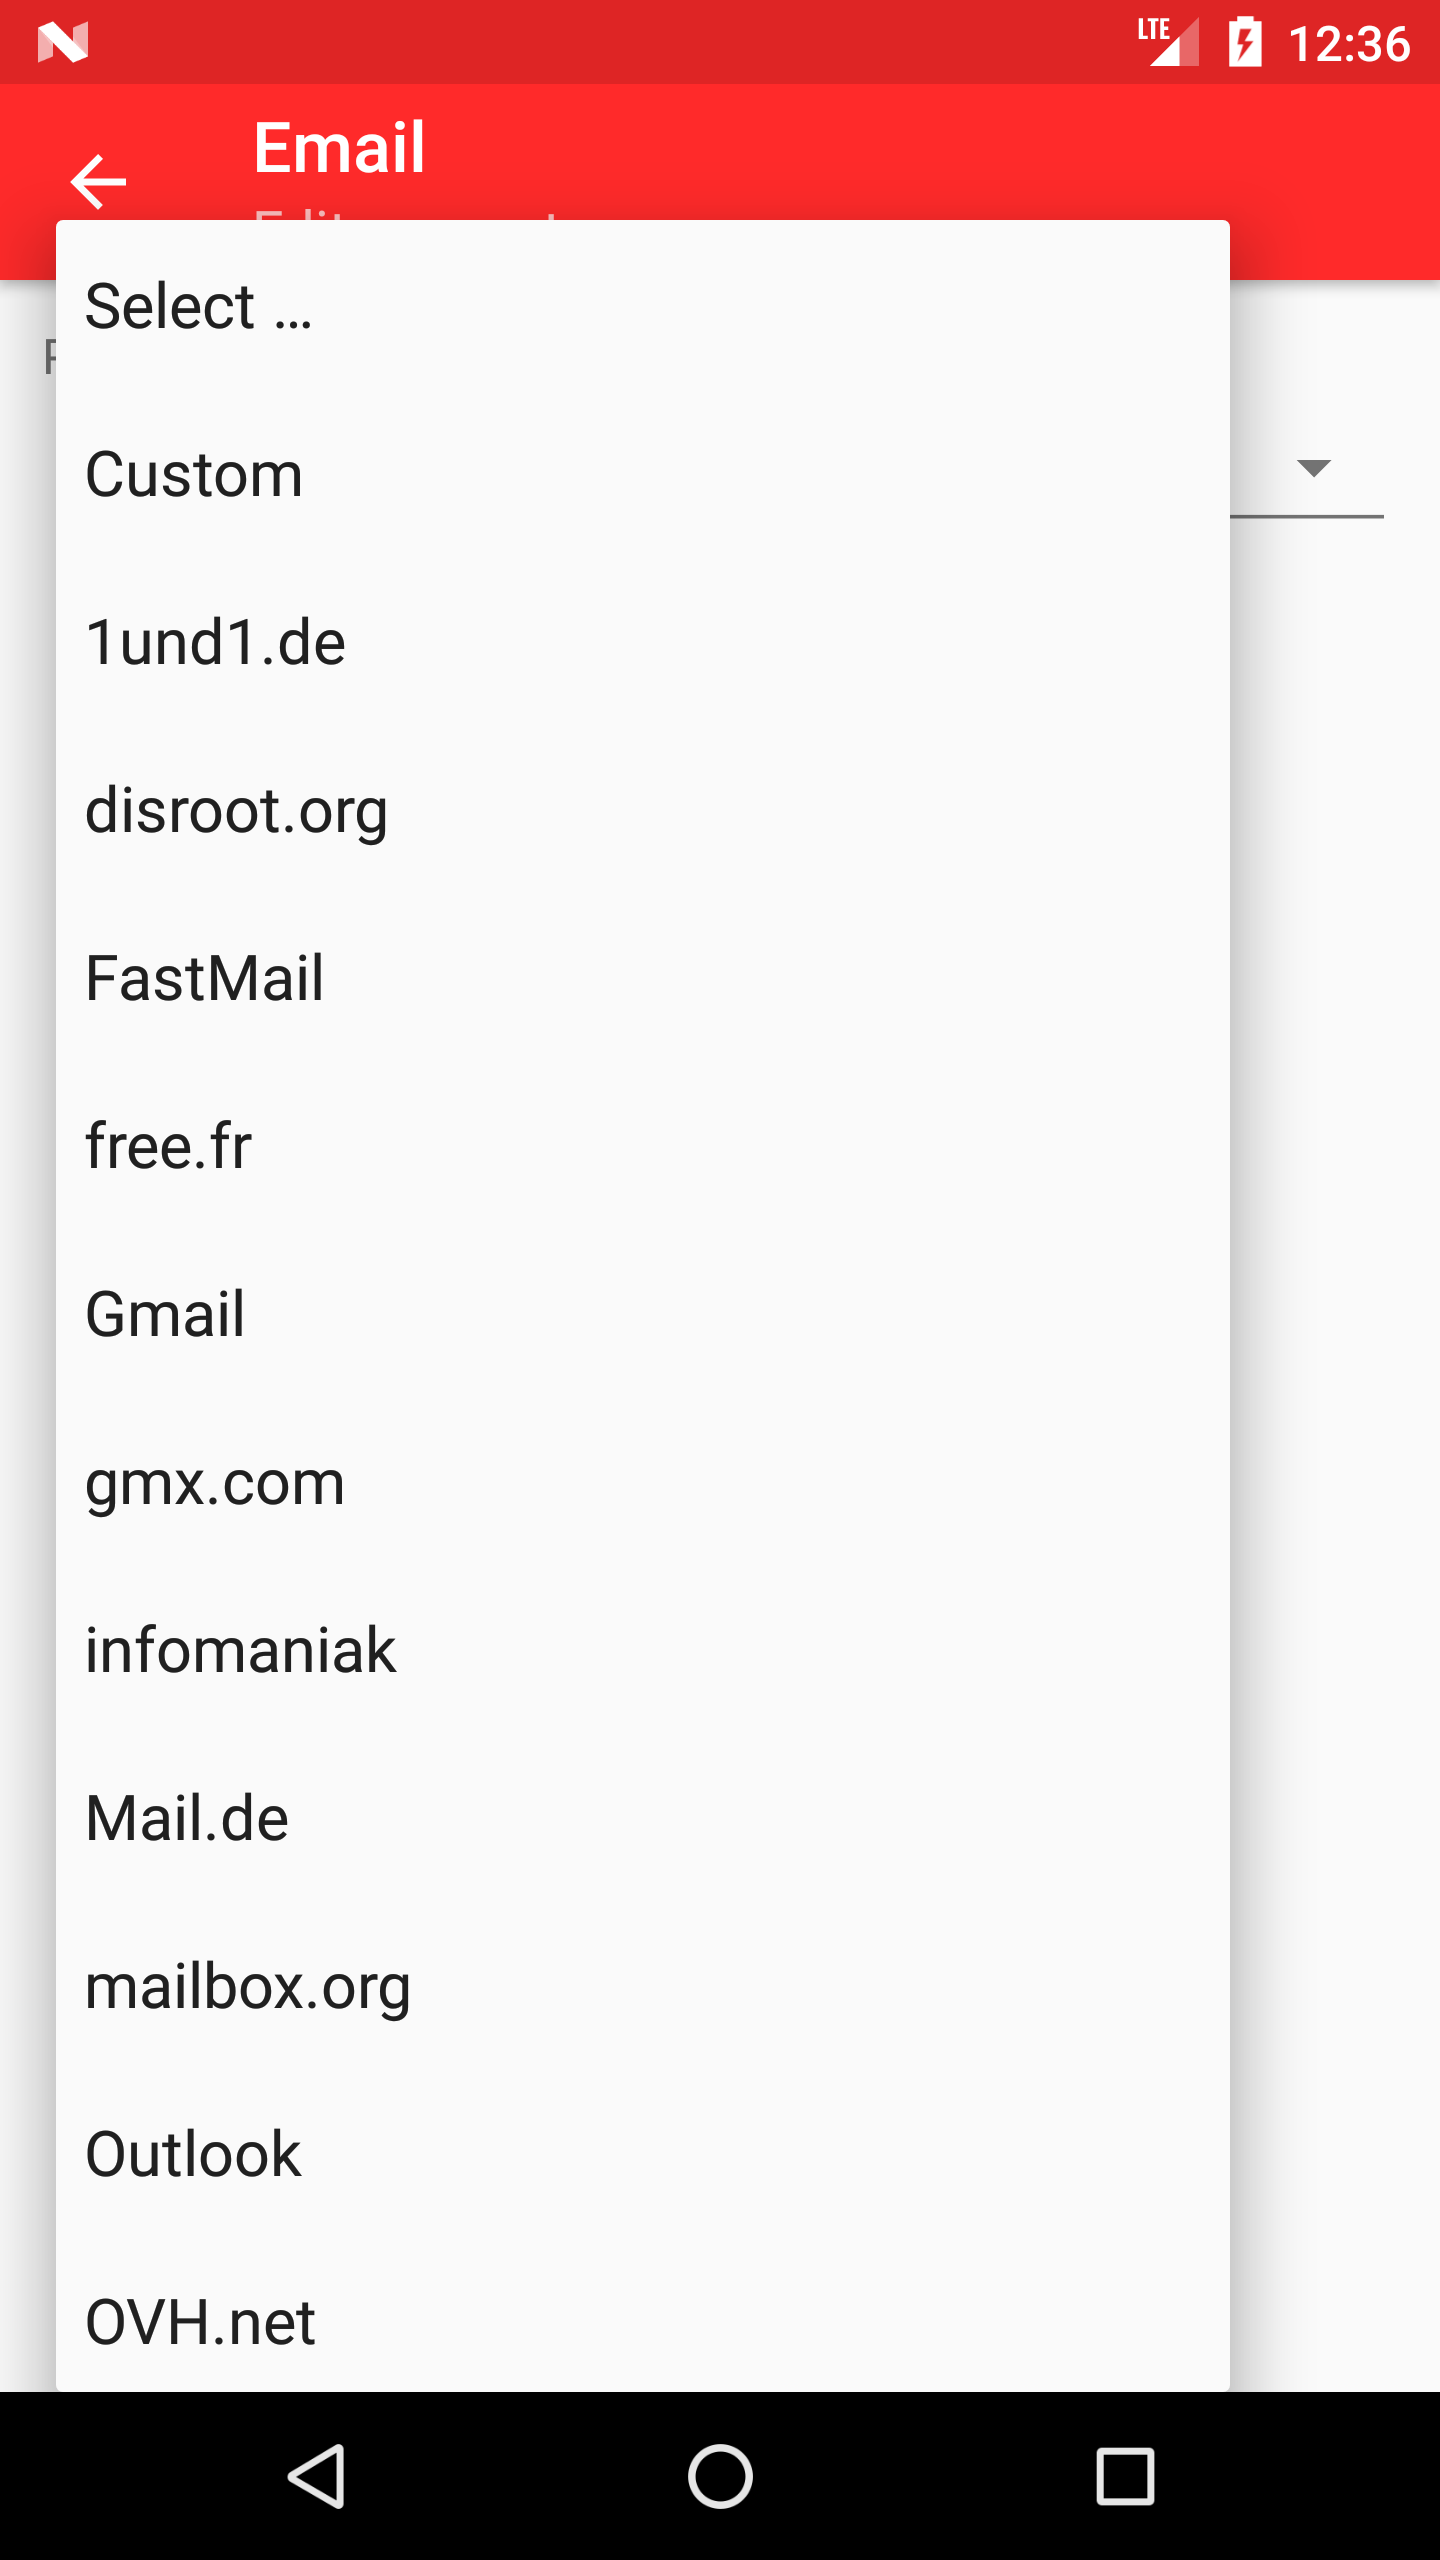 LTE 12:36
Email
Select ...
Custom
1und1.de
disroot.org
FastMail
free.fr
Gmail
gmx.com
infomaniak
Mail.de
mailbox.org
Outlook
OVH.net